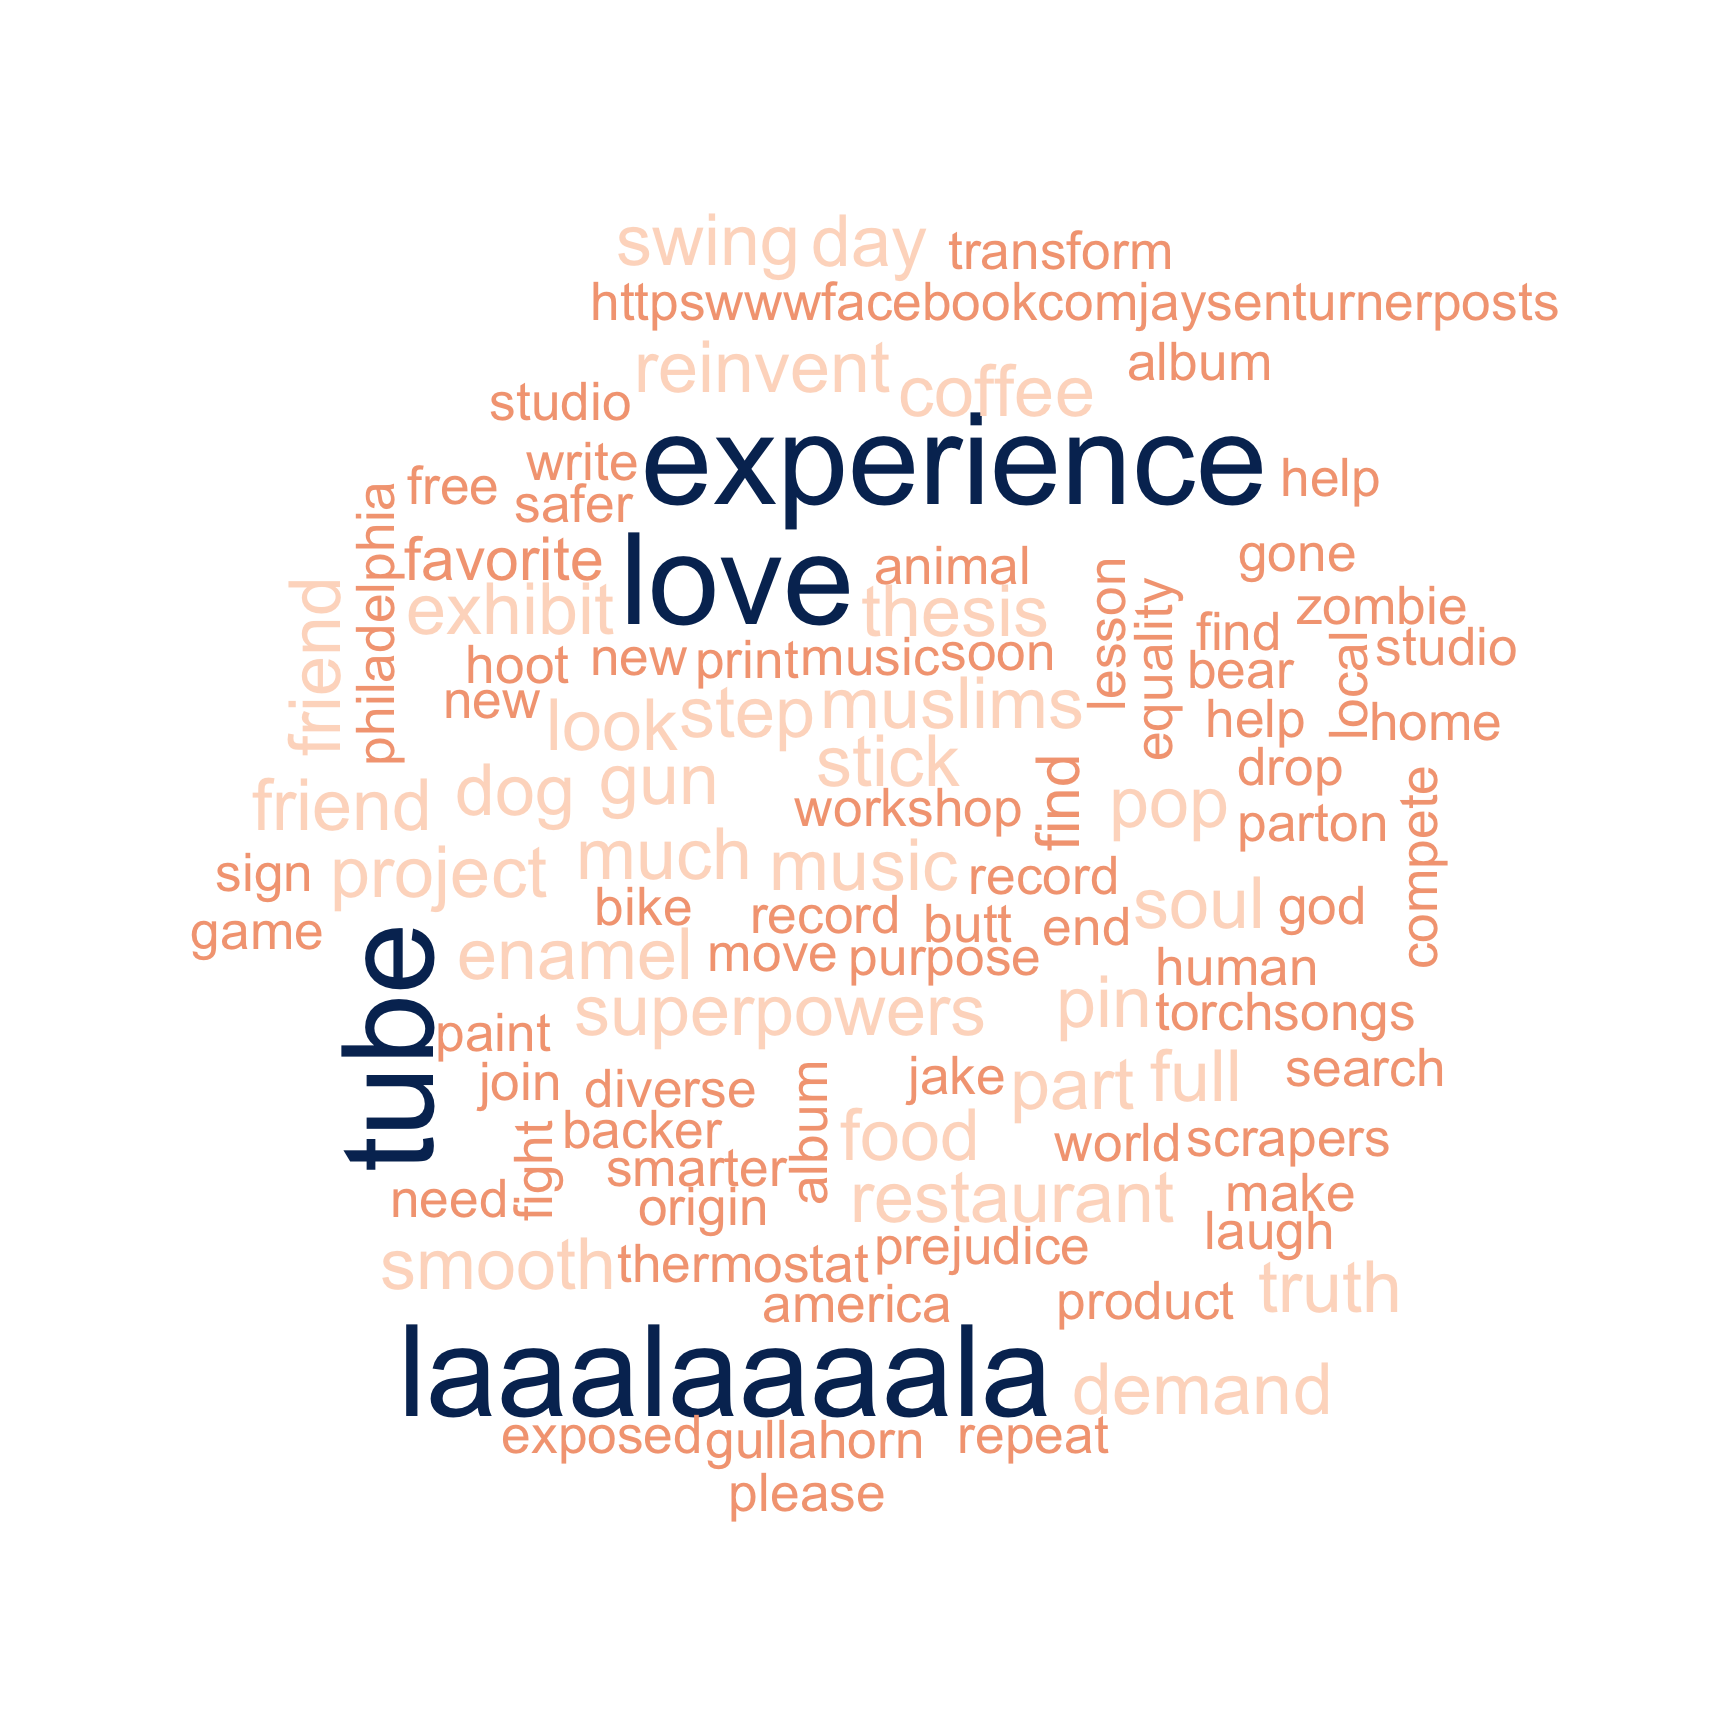 swing day transform
httpswwwfacebookcomjaysenturnerposts
reinvent coffee album
studio
experience
write help
free safer
philadelphia
favorite love animal gone
friend exhibit thesis lesson equality find zombie
hoot new print music soon bear local studio
new look step muslims help home
friend dog gun stick find drop
workshop pop parton compete
sign project much music record
game bike record butt end soul god
tube enamel move purpose human
superpowers pin torchsongs
paint
join diverse album jake part full search
fight backer food world scrapers
need smarter origin restaurant make
laugh
smooth thermostat prejudice
america product truth
laaalaaaala demand
exposed gullahorn repeat
please